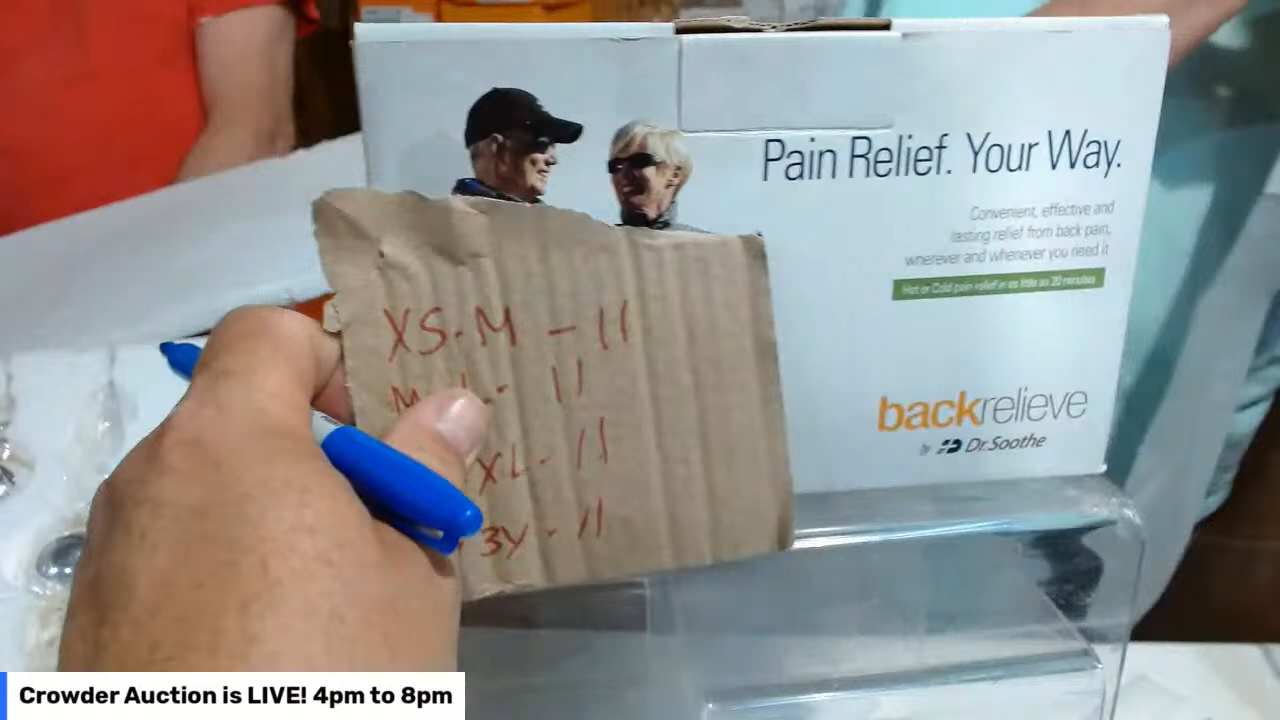 Pain Relief. Your Way.
Convenient, effective and
lasting relief from back pain,
wherever and whenever you need it
Hot or Cold pain relief in as little as 20 minutes
backrelieve
by Dr.Soothe
XS-M - 11
M L - 11
XL - 11
11
Crowder Auction is LIVE! 4pm to 8pm